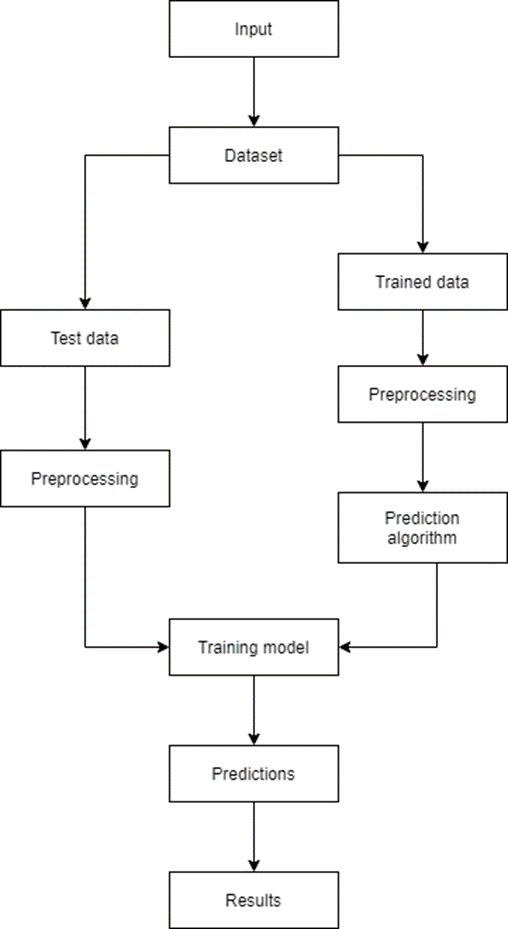 Input
Dataset
Trained data
Test data
Preprocessing
Preprocessing
Prediction
algorithm
Training model
Predictions
Results